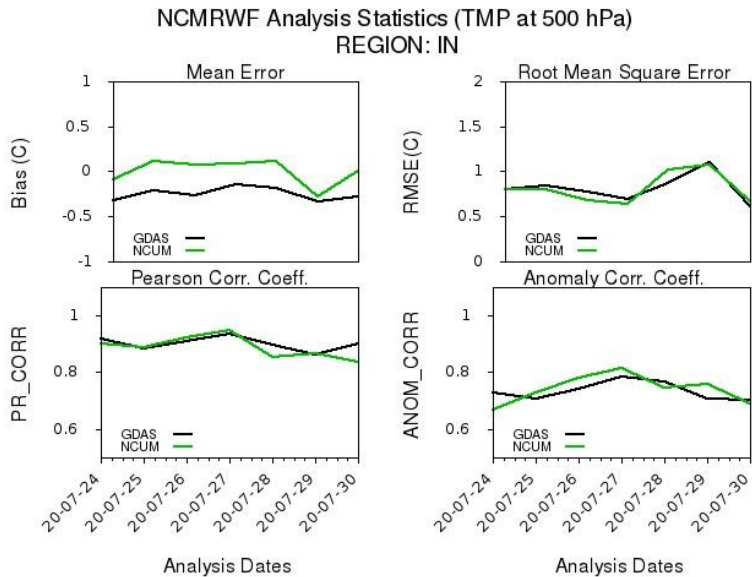 NCMRWF Analysis Statistics (TMP at 500 hPa)
REGION: IN
Mean Error
Bias (C)
1
0.5
0
-0.5
-1
GDAS
NCUM
Root Mean Square Error
RMSE(C)
2
1.5
1
0.5
0
GDAS
NCUM
Pearson Corr. Coeff.
PR_CORR
1
0.8
0.6
GDAS
NCUM
20-07-24
20-07-25
20-07-26
20-07-27
20-07-28
20-07-29
20-07-30
Analysis Dates
Anomaly Corr. Coeff.
ANOM_CORR
1
0.8
0.6
GDAS
NCUM
20-07-24
20-07-25
20-07-26
20-07-27
20-07-28
20-07-29
20-07-30
Analysis Dates